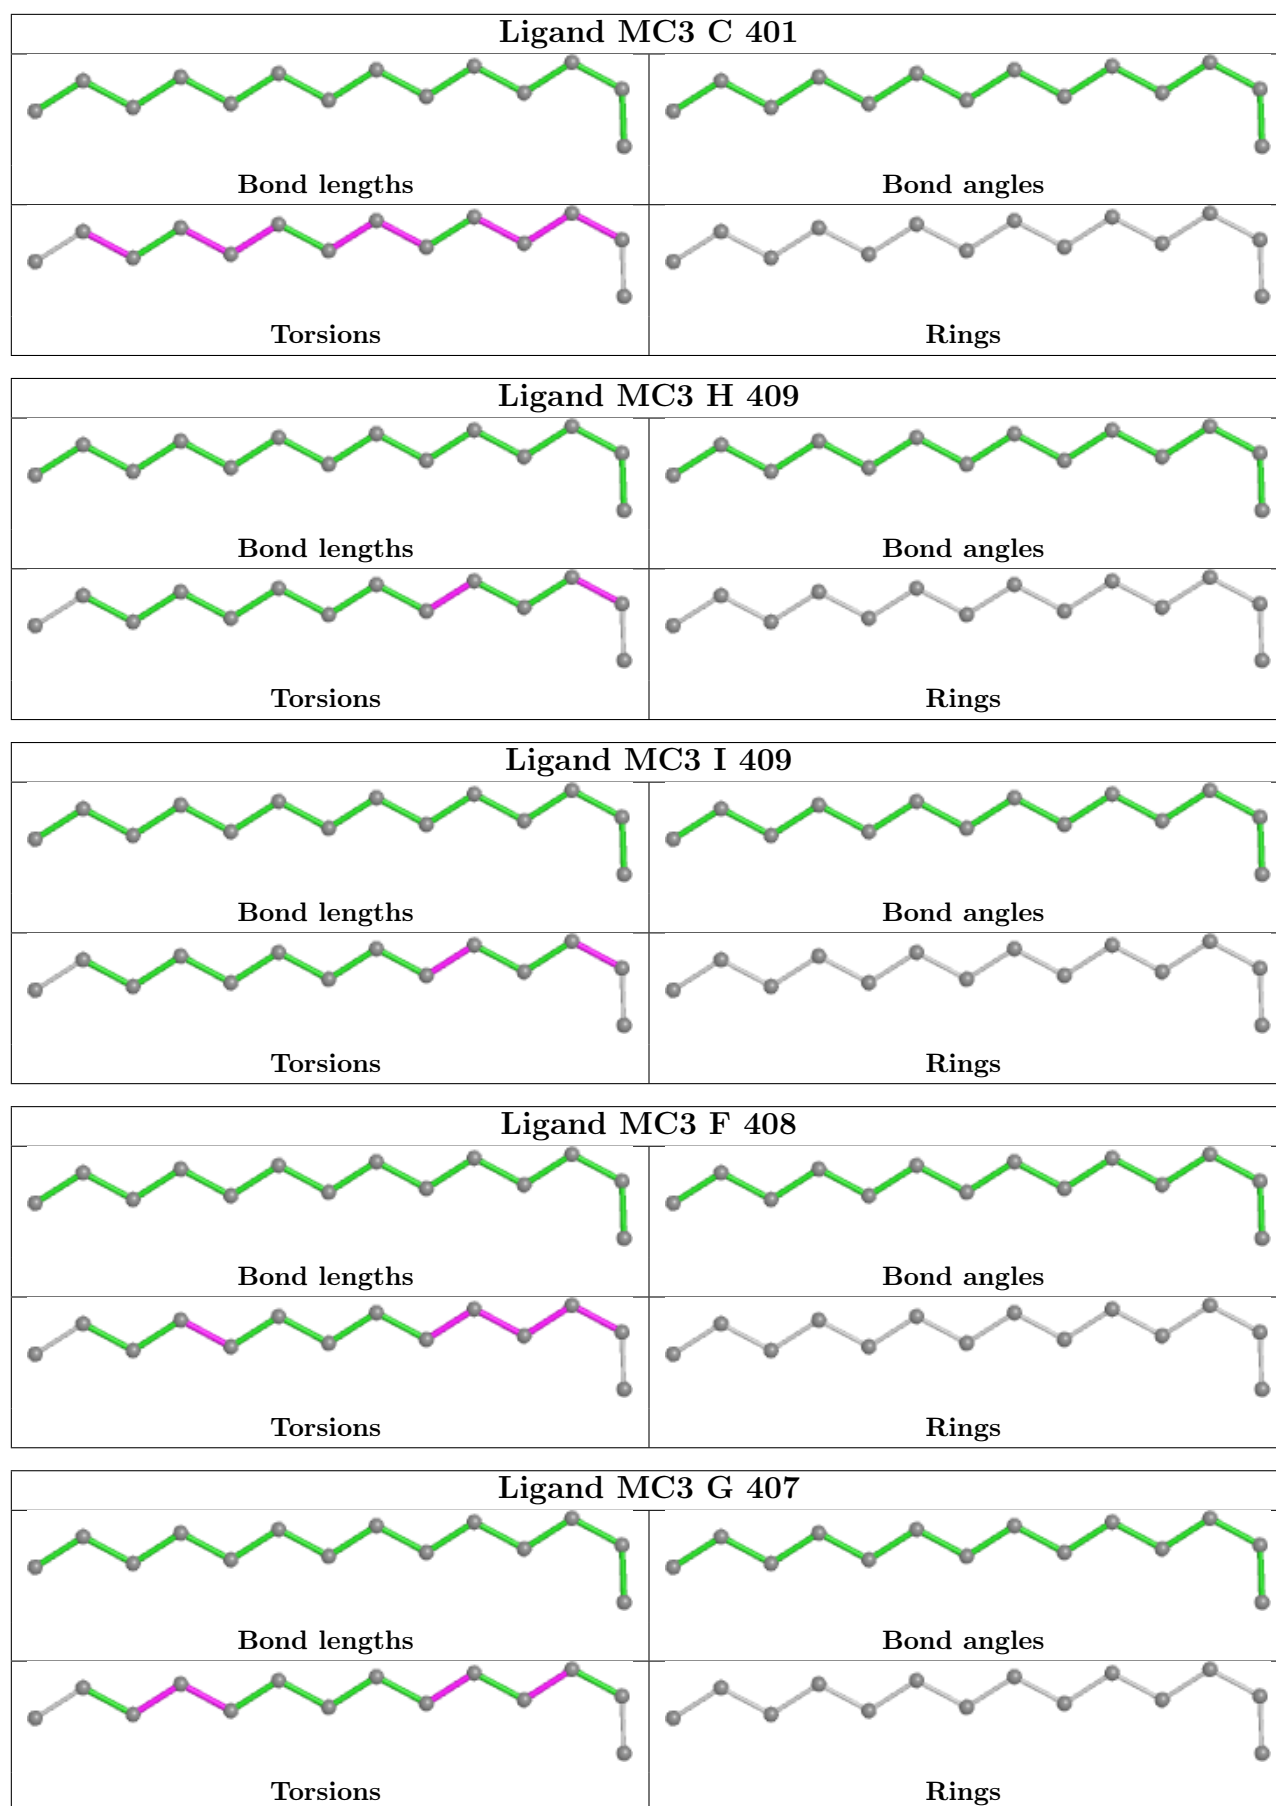 Ligand MC3 C 401
Bond lengths
Bond angles
Torsions
Rings
Ligand MC3 H 409
Bond lengths
Bond angles
Torsions
Rings
Ligand MC3 I 409
Bond lengths
Bond angles
Torsions
Rings
Ligand MC3 F 408
Bond lengths
Bond angles
Torsions
Rings
Ligand MC3 G 407
Bond lengths
Bond angles
Torsions
Rings